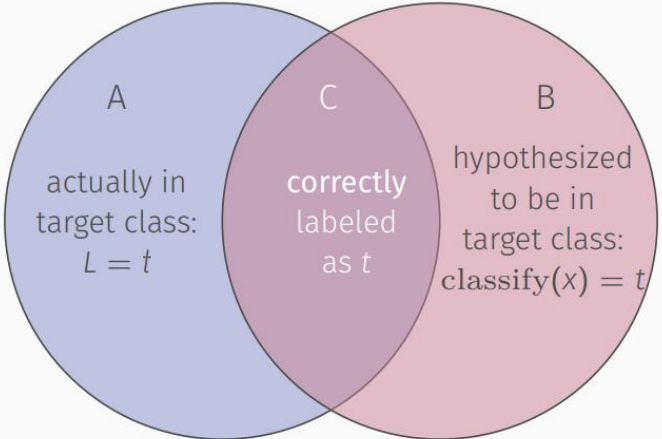 A
actually in
target class:
L = t
C
correctly
labeled
as t
B
hypothesized
to be in
target class:
classify(x) = t